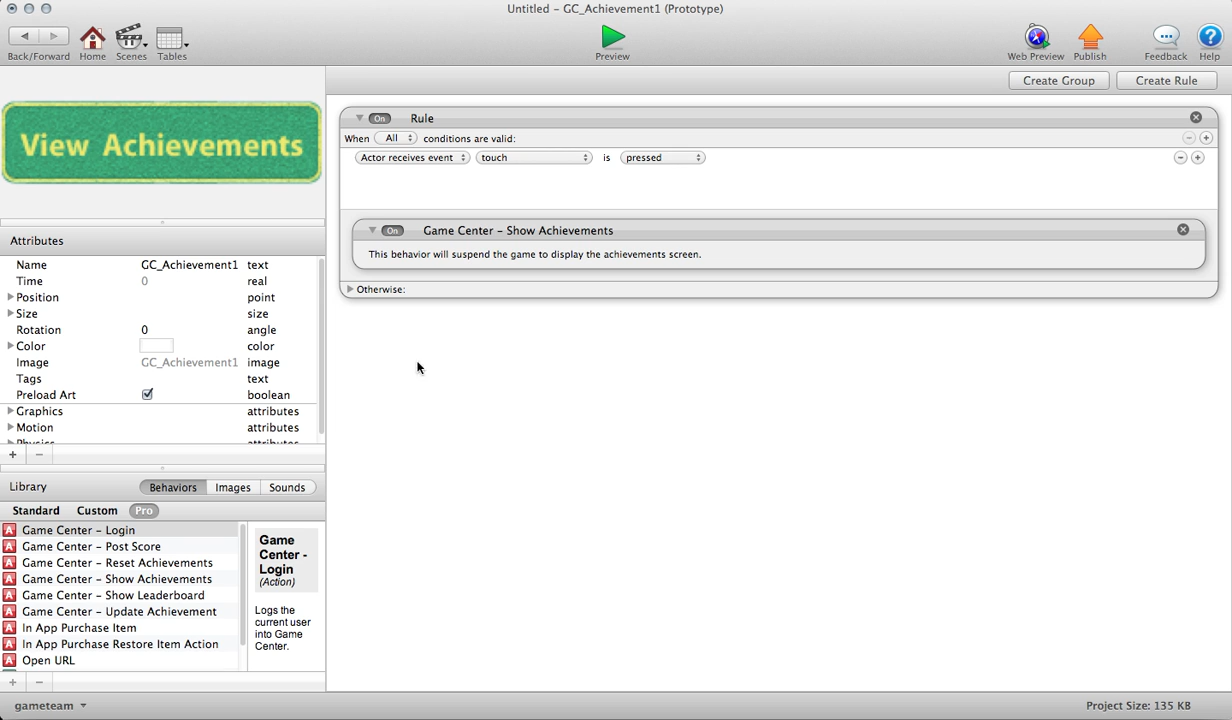 Untitled - GC_Achievement1 (Prototype)
Back/Forward Home Scenes Tables Preview Web Preview Publish Feedback Help
Create Group Create Rule
View Achievements
On Rule
When All conditions are valid:
Actor receives event touch is pressed
On Game Center - Show Achievements
This behavior will suspend the game to display the achievements screen.
Otherwise:
Attributes
Name GC_Achievement1 text
Time 0 real
Position point
Size size
Rotation 0 angle
Color color
Image GC_Achievement1 image
Tags text
Preload Art boolean
Graphics attributes
Motion attributes
Physics attributes
Library Behaviors Images Sounds
Standard Custom Pro
A Game Center - Login
A Game Center - Post Score
A Game Center - Reset Achievements
A Game Center - Show Achievements
A Game Center - Show Leaderboard
A Game Center - Update Achievement
A In App Purchase Item
A In App Purchase Restore Item Action
A Open URL
Game
Center -
Login
(Action)
Logs the
current user
into Game
Center.
gameteam Project Size: 135 KB